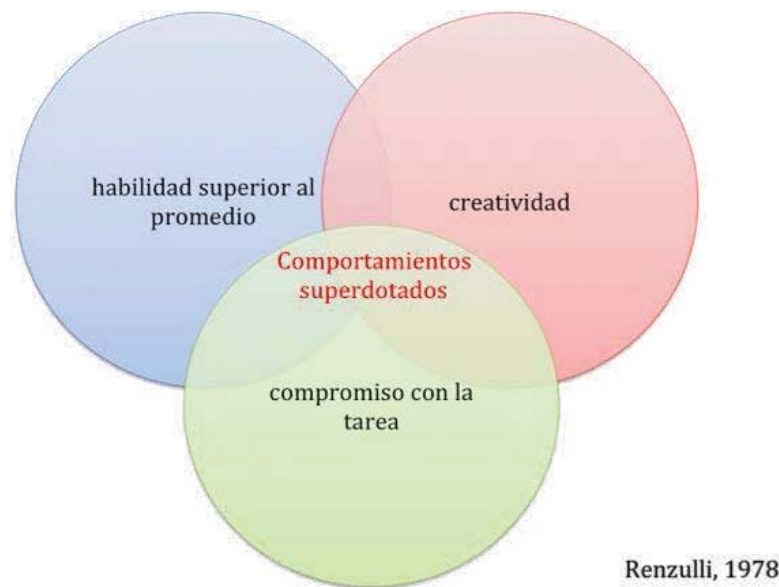 habilidad superior al
promedio
creatividad
Comportamientos
superdotados
compromiso con la
tarea
Renzulli, 1978